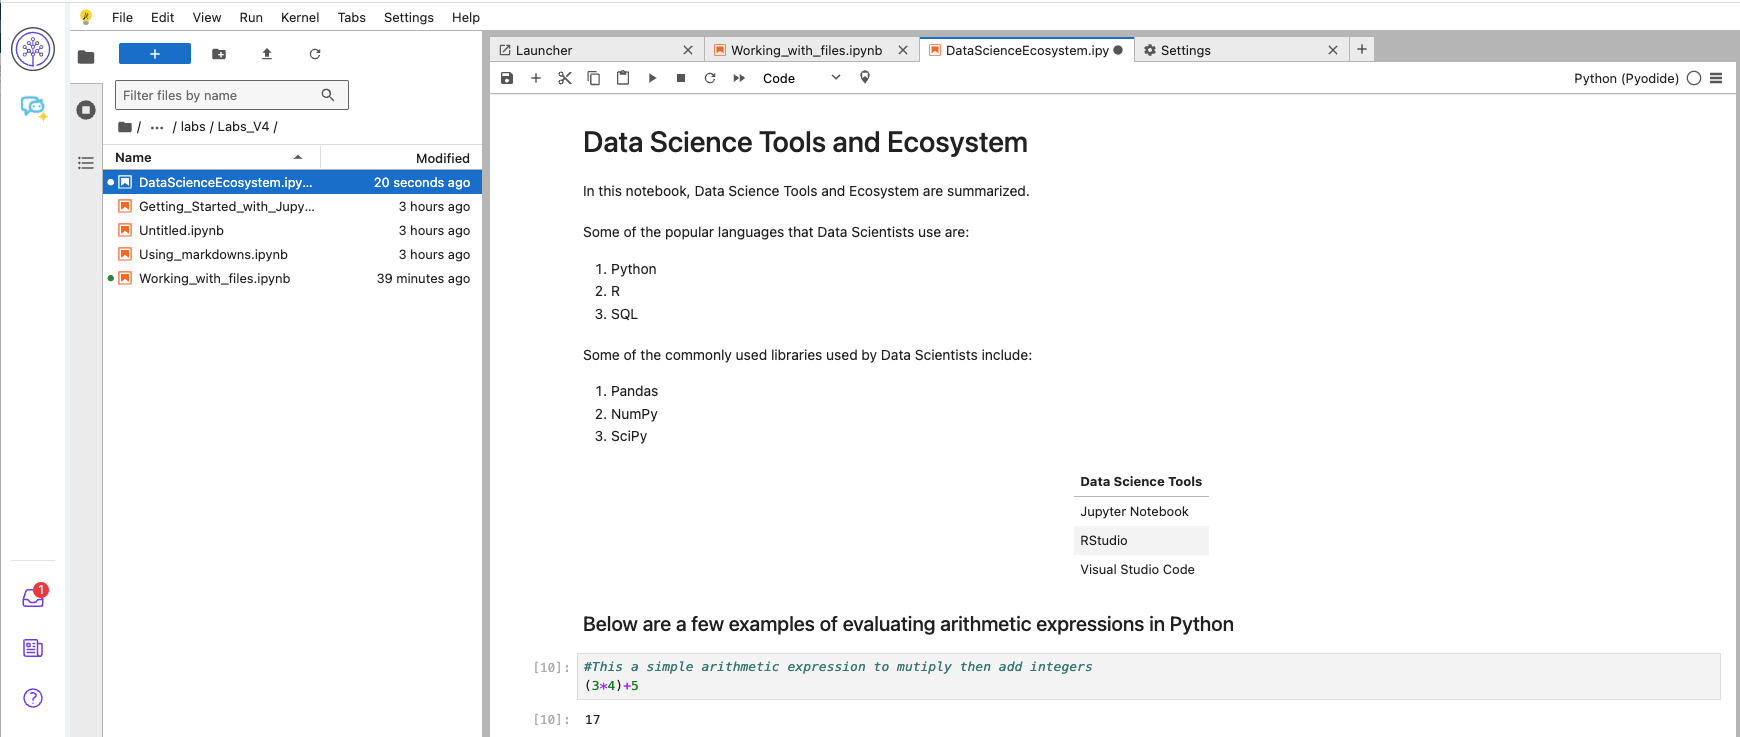 File Edit View Run Kernel Tabs Settings Help
Launcher
Working_with_files.ipynb
DataScienceEcosystem.ipy
Settings
Code
Python (Pyodide)
Filter files by name
/ ... / labs / Labs_V4 /
Name Modified
DataScienceEcosystem.ipy... 20 seconds ago
Getting_Started_with_Jupy... 3 hours ago
Untitled.ipynb 3 hours ago
Using_markdowns.ipynb 3 hours ago
Working_with_files.ipynb 39 minutes ago
1
Data Science Tools and Ecosystem
In this notebook, Data Science Tools and Ecosystem are summarized.
Some of the popular languages that Data Scientists use are:
1. Python
2. R
3. SQL
Some of the commonly used libraries used by Data Scientists include:
1. Pandas
2. NumPy
3. SciPy
Data Science Tools
Jupyter Notebook
RStudio
Visual Studio Code
Below are a few examples of evaluating arithmetic expressions in Python
[10]: #This a simple arithmetic expression to mutiply then add integers
(3*4)+5
[10]: 17